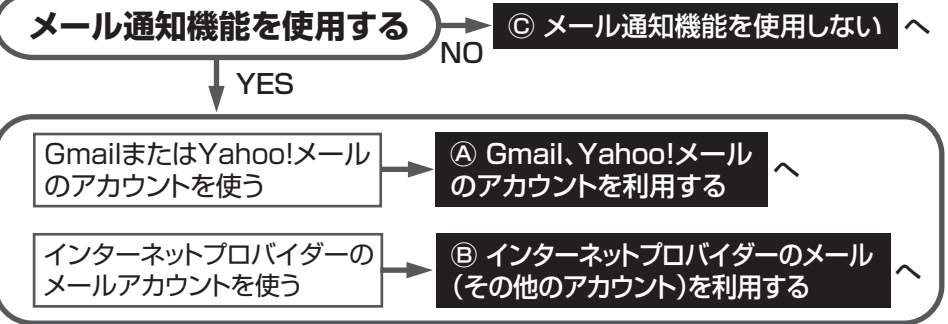 メール通知機能を使用する
NO
Ⓒ メール通知機能を使用しない へ
YES
GmailまたはYahoo!メール
のアカウントを使う
Ⓐ Gmail、Yahoo!メール
のアカウントを利用する へ
インターネットプロバイダーの
メールアカウントを使う
Ⓑ インターネットプロバイダーのメール
（その他のアカウント）を利用する へ